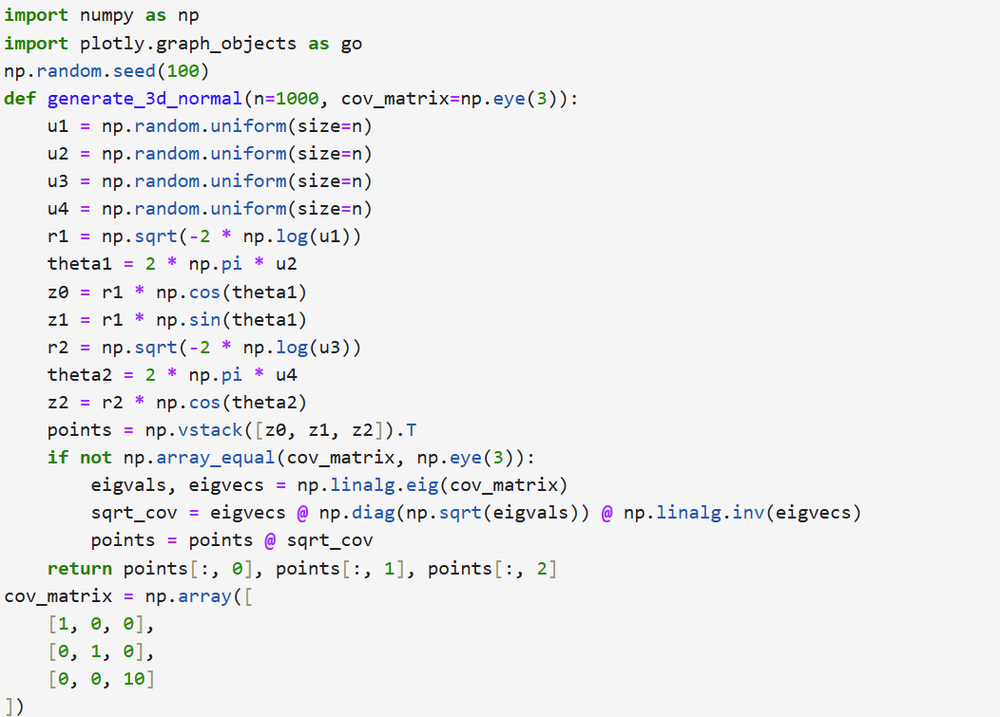 import numpy as np
import plotly.graph_objects as go
np.random.seed(100)
def generate_3d_normal(n=1000, cov_matrix=np.eye(3)):
    u1 = np.random.uniform(size=n)
    u2 = np.random.uniform(size=n)
    u3 = np.random.uniform(size=n)
    u4 = np.random.uniform(size=n)
    r1 = np.sqrt(-2 * np.log(u1))
    theta1 = 2 * np.pi * u2
    z0 = r1 * np.cos(theta1)
    z1 = r1 * np.sin(theta1)
    r2 = np.sqrt(-2 * np.log(u3))
    theta2 = 2 * np.pi * u4
    z2 = r2 * np.cos(theta2)
    points = np.vstack([z0, z1, z2]).T
    if not np.array_equal(cov_matrix, np.eye(3)):
        eigvals, eigvecs = np.linalg.eig(cov_matrix)
        sqrt_cov = eigvecs @ np.diag(np.sqrt(eigvals)) @ np.linalg.inv(eigvecs)
        points = points @ sqrt_cov
    return points[:, 0], points[:, 1], points[:, 2]
cov_matrix = np.array([
    [1, 0, 0],
    [0, 1, 0],
    [0, 0, 10]
])